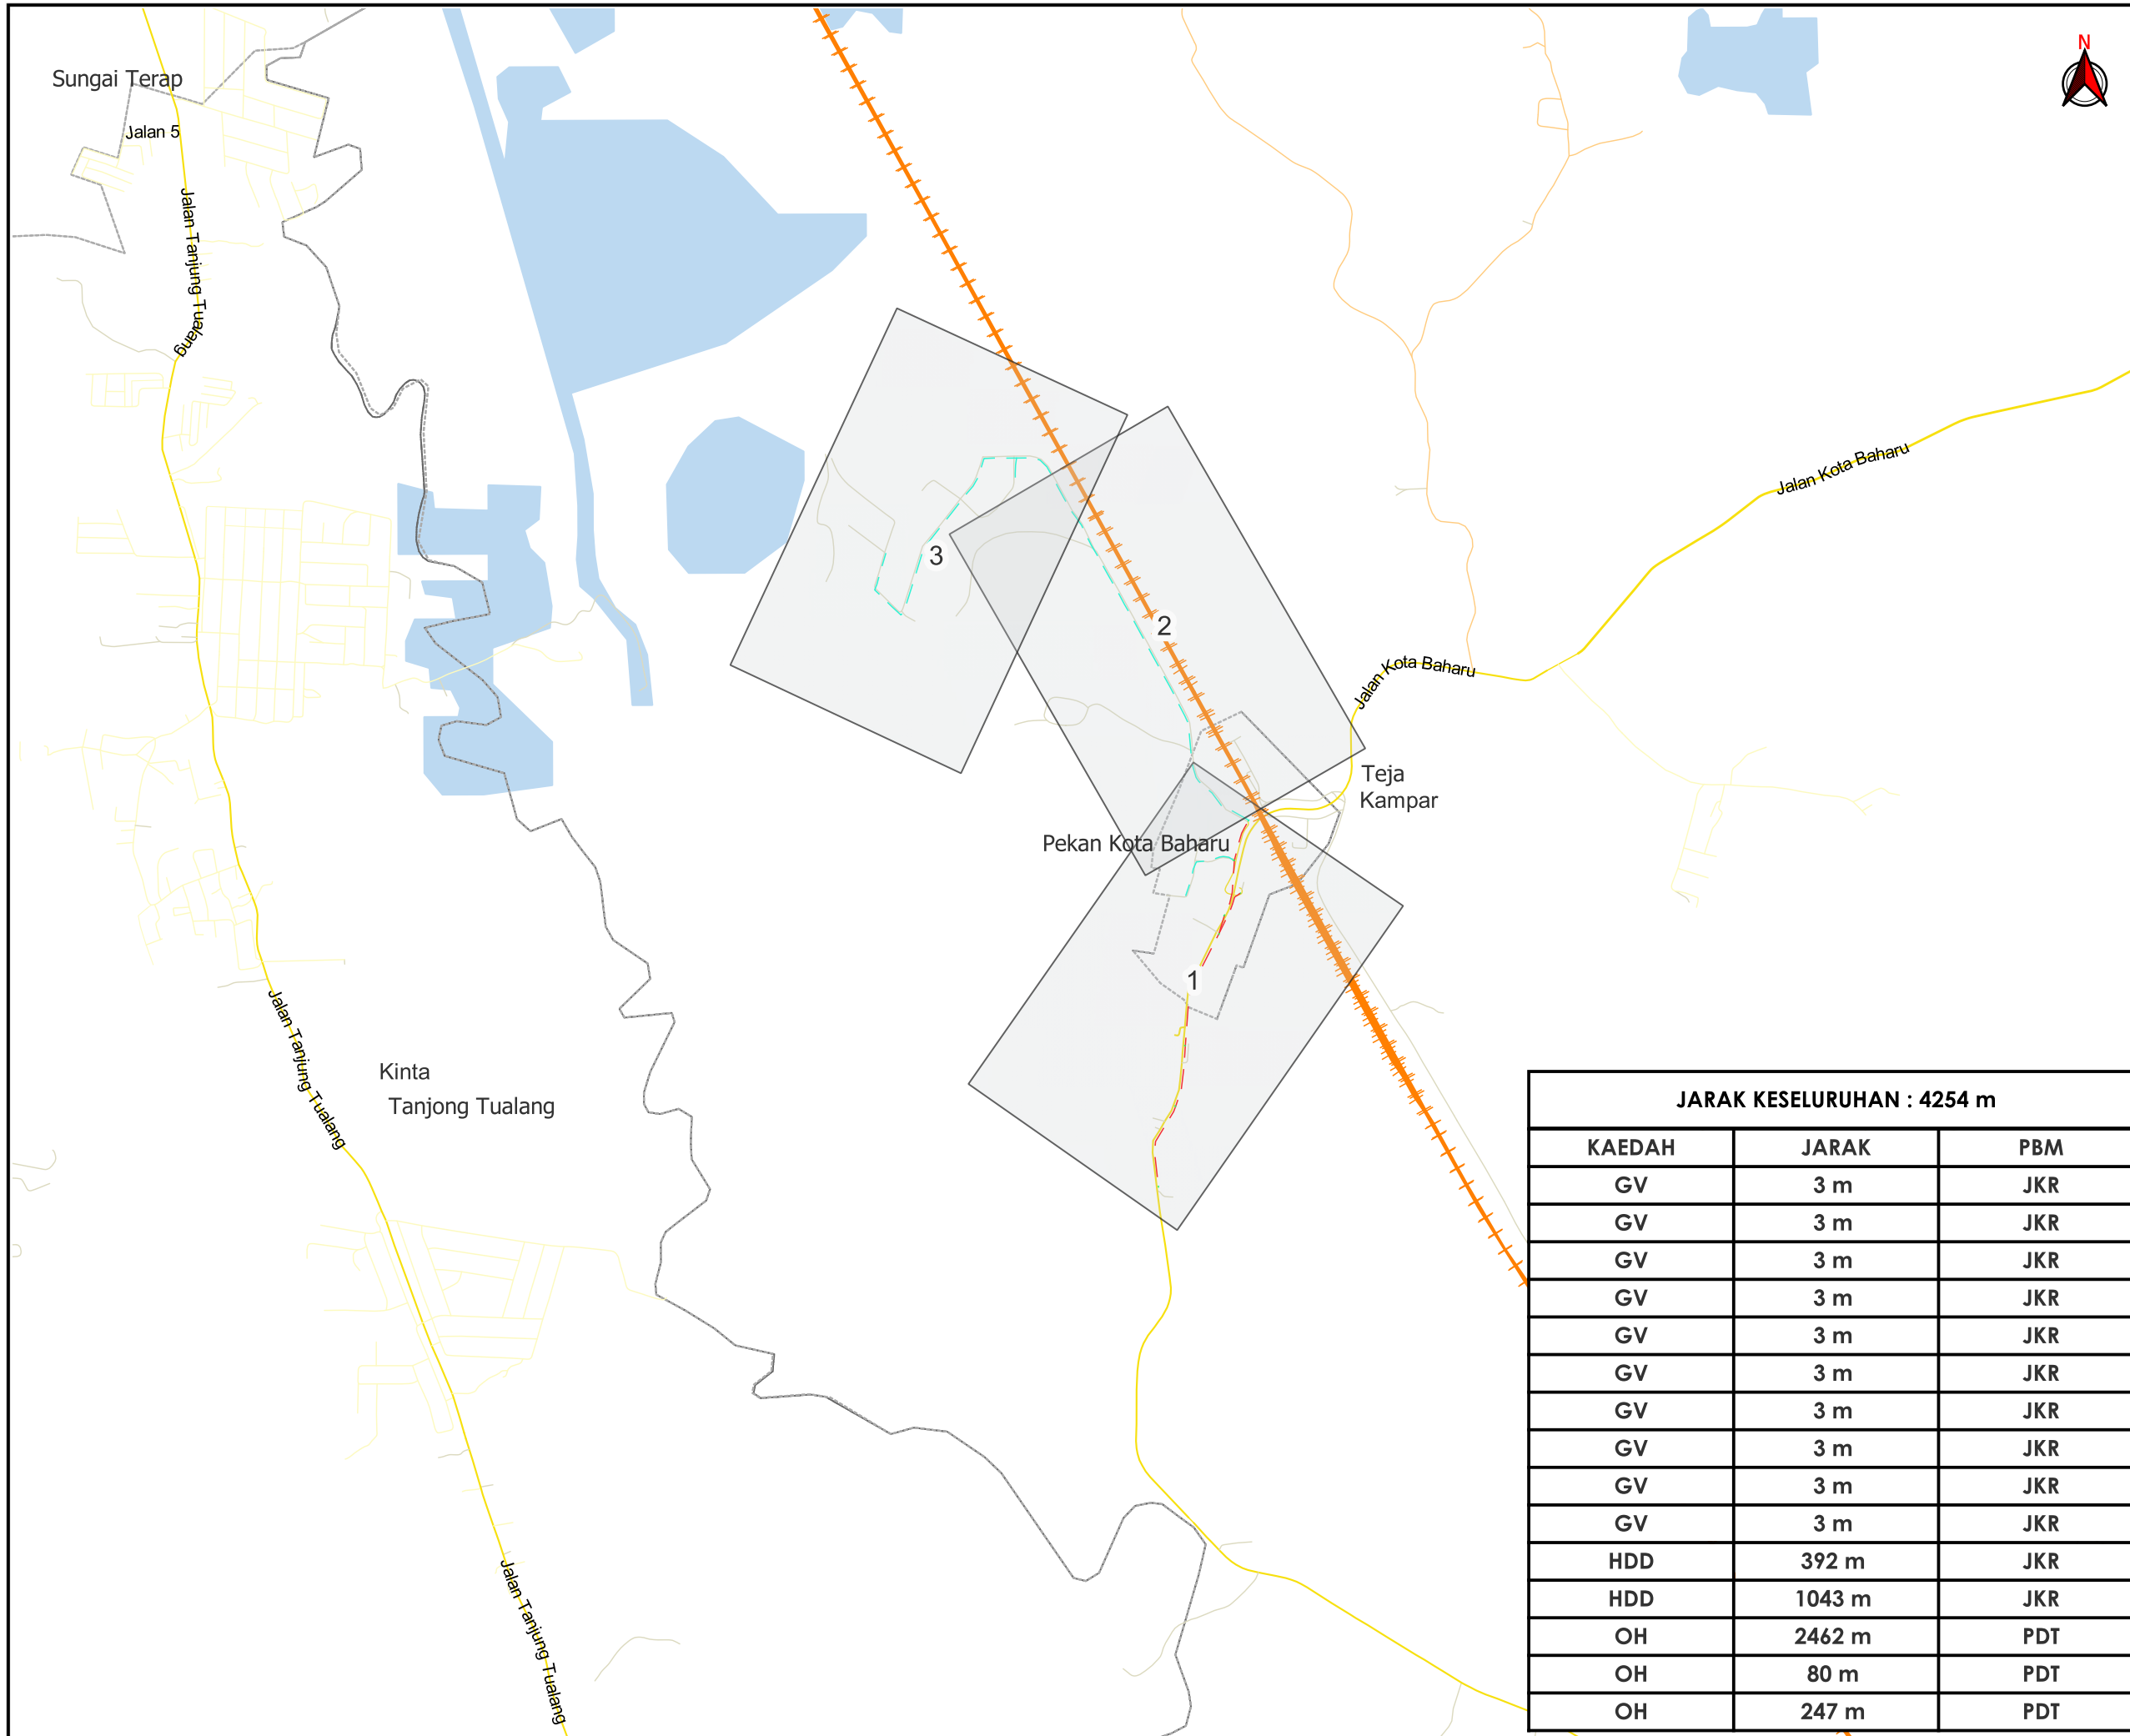 N
Sungai Terap
Jalan 5
Jalan Tanjung Tualang
Jalan Kota Baharu
3
2
Jalan Kota Baharu
Teja
Kampar
Pekan Kota Baharu
1
Jalan Tanjung Tualang
Kinta
Tanjong Tualang
Jalan Tanjung Tualang
JARAK KESELURUHAN : 4254 m
KAEDAH JARAK PBM
GV 3 m JKR
GV 3 m JKR
GV 3 m JKR
GV 3 m JKR
GV 3 m JKR
GV 3 m JKR
GV 3 m JKR
GV 3 m JKR
GV 3 m JKR
GV 3 m JKR
HDD 392 m JKR
HDD 1043 m JKR
OH 2462 m PDT
OH 80 m PDT
OH 247 m PDT